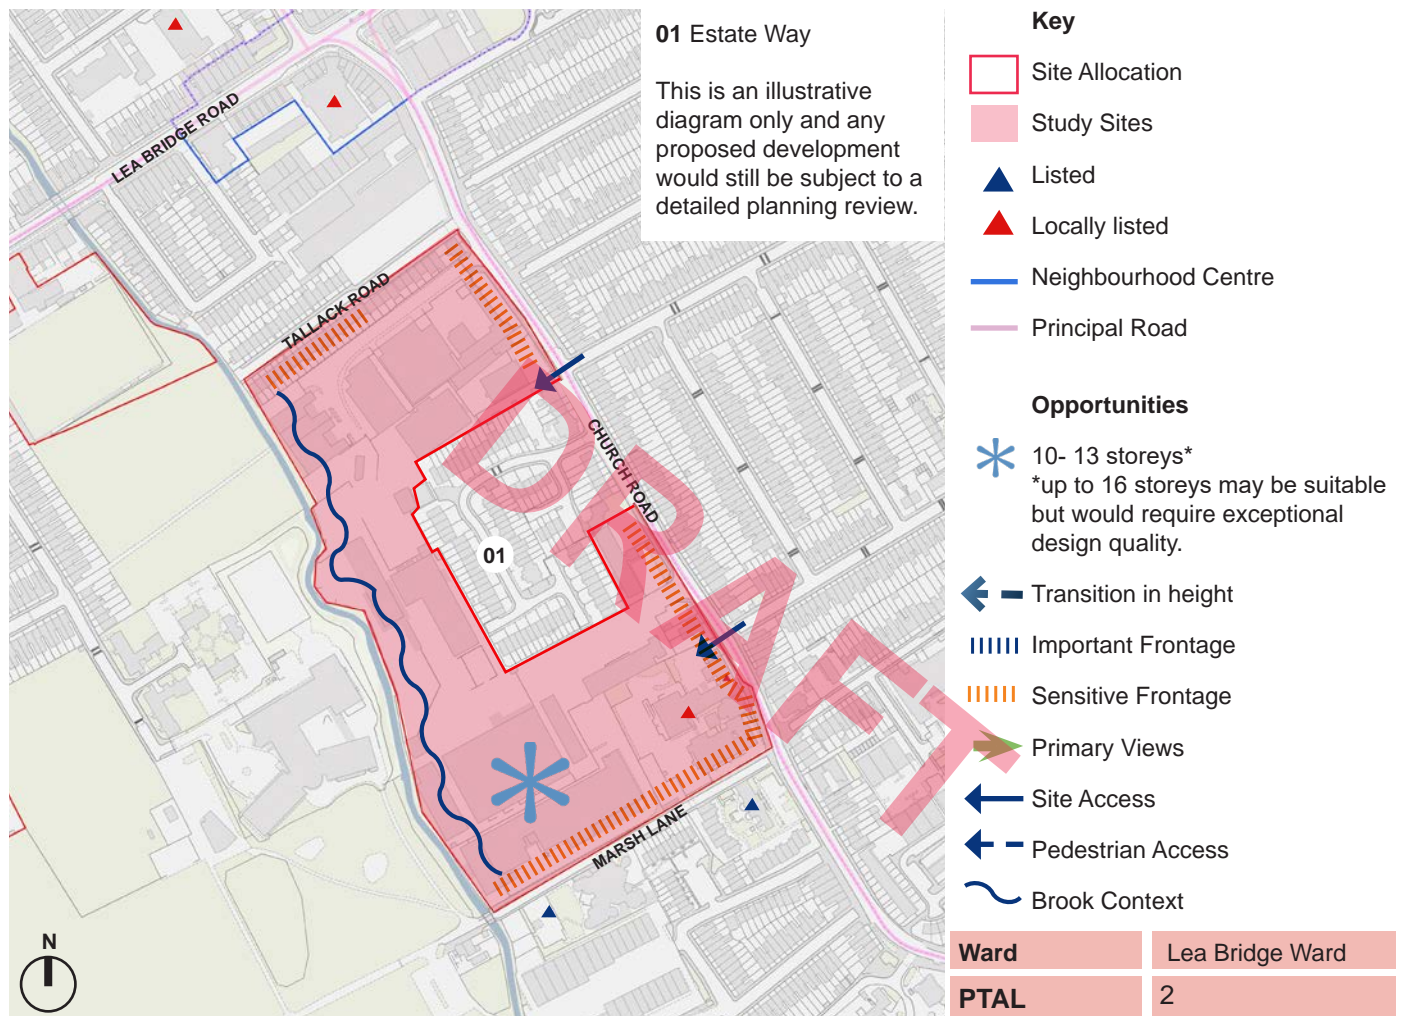 01 Estate Way
This is an illustrative
diagram only and any
proposed development
would still be subject to a
detailed planning review.
LEA BRIDGE ROAD
TALLACK ROAD
CHURCH ROAD
01
MARSH LANE
DRAFT
N
Key
Site Allocation
Study Sites
Listed
Locally listed
Neighbourhood Centre
Principal Road
Opportunities
10- 13 storeys*
*up to 16 storeys may be suitable
but would require exceptional
design quality.
Transition in height
Important Frontage
Sensitive Frontage
Primary Views
Site Access
Pedestrian Access
Brook Context
Ward Lea Bridge Ward
PTAL 2